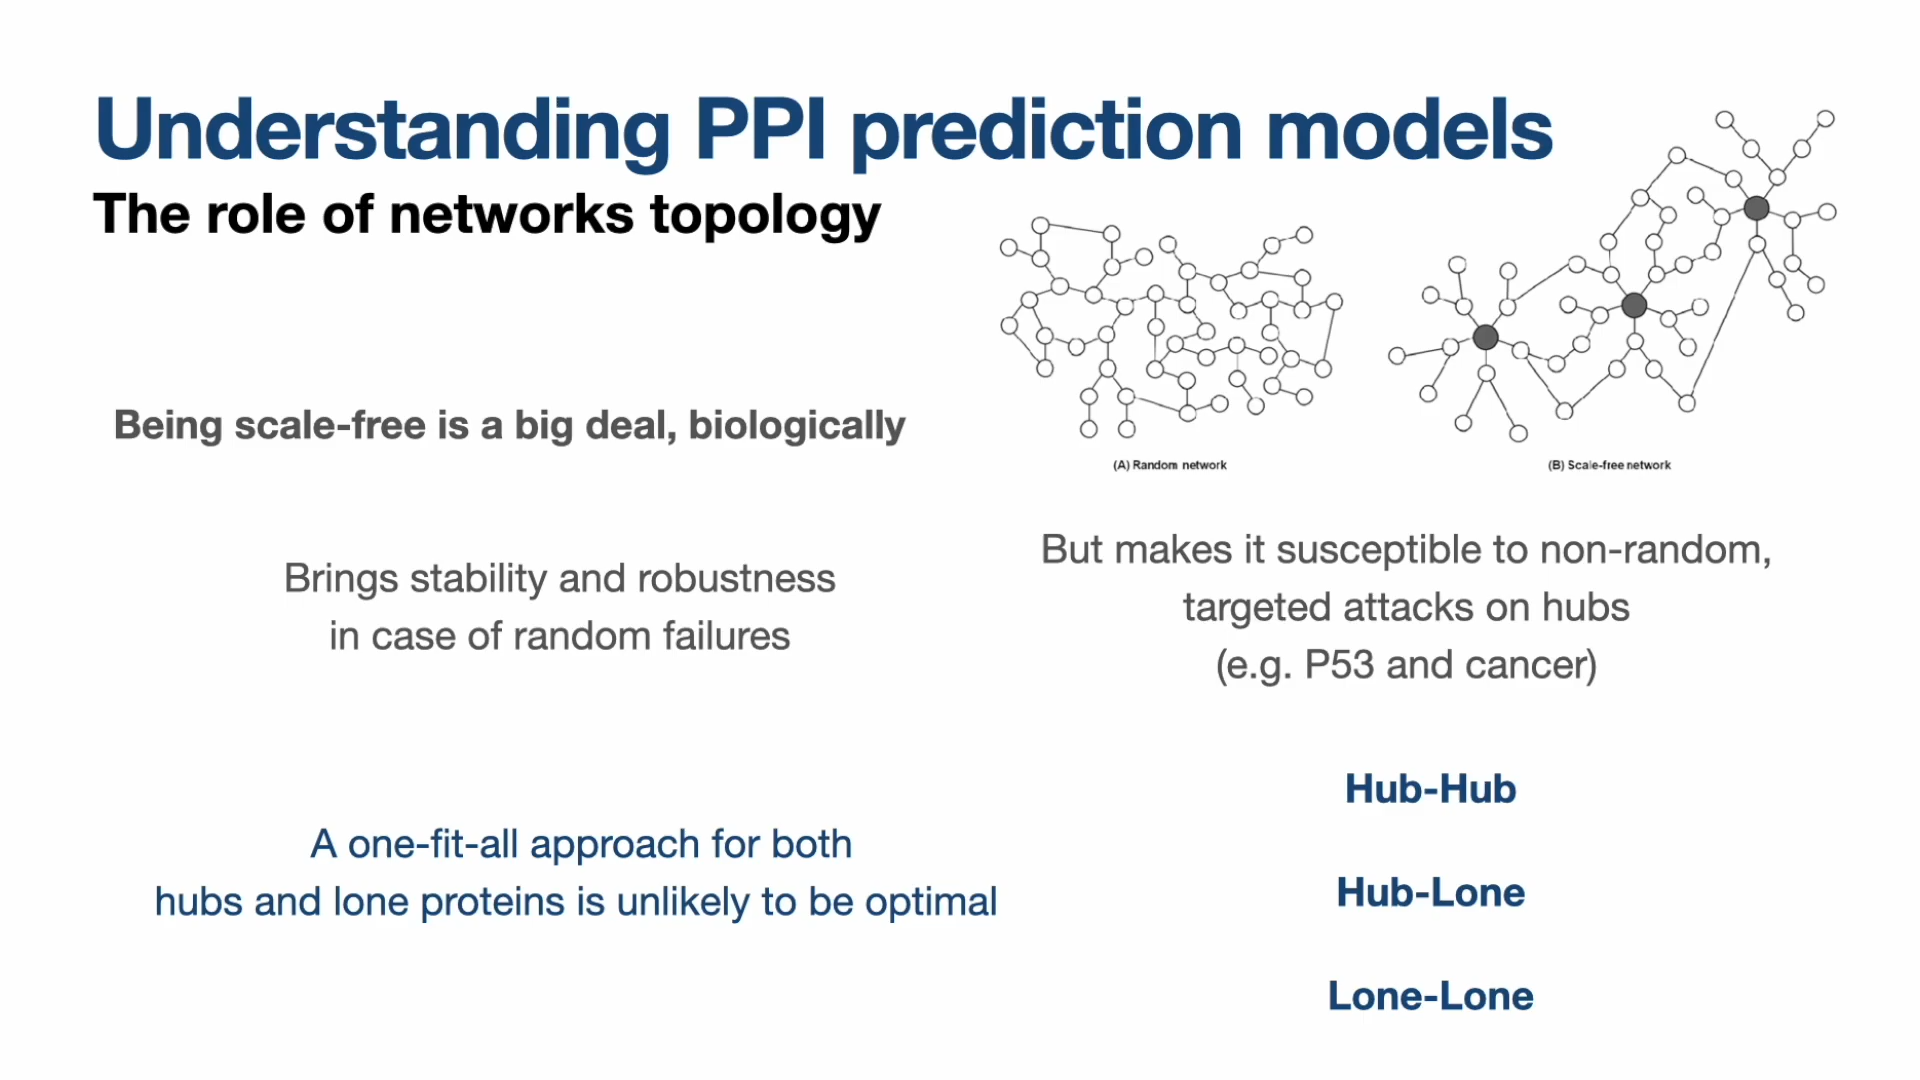 Understanding PPI prediction models
The role of networks topology
(A) Random network
(B) Scale-free network
Being scale-free is a big deal, biologically
Brings stability and robustness
in case of random failures
But makes it susceptible to non-random,
targeted attacks on hubs
(e.g. P53 and cancer)
A one-fit-all approach for both
hubs and lone proteins is unlikely to be optimal
Hub-Hub
Hub-Lone
Lone-Lone